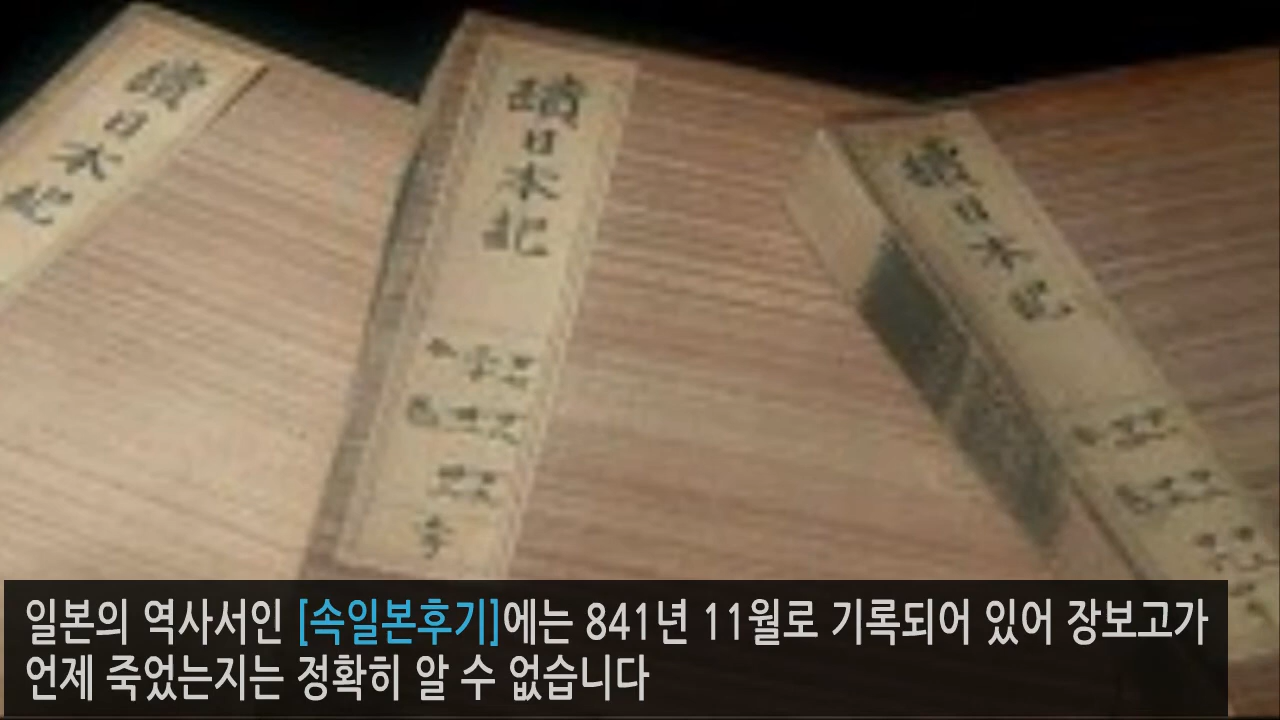 續日本紀
續日本紀
續日本紀
일본의 역사서인 [속일본후기]에는 841년 11월로 기록되어 있어 장보고가
언제 죽었는지는 정확히 알 수 없습니다